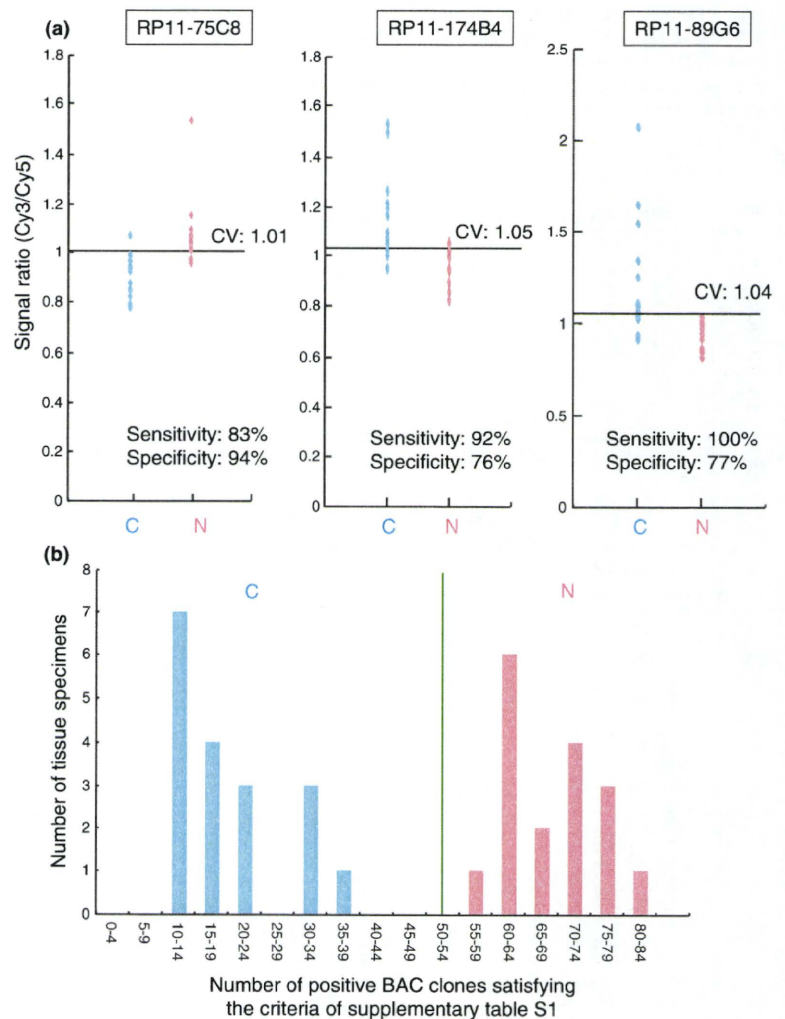 (a)
RP11-75C8
RP11-174B4
RP11-89G6
Signal ratio (Cy3/Cy5)
1.8
1.6
1.4
1.2
1
0.8
0.6
0.4
0.2
0
CV: 1.01
Sensitivity: 83%
Specificity: 94%
C
N
1.8
1.6
1.4
1.2
1
0.8
0.6
0.4
0.2
0
CV: 1.05
Sensitivity: 92%
Specificity: 76%
C
N
2.5
2
1.5
1
0.5
0
CV: 1.04
Sensitivity: 100%
Specificity: 77%
C
N
(b)
Number of tissue specimens
8
7
6
5
4
3
2
1
0
C
N
0-4
5-9
10-14
15-19
20-24
25-29
30-34
35-39
40-44
45-49
50-54
55-59
60-64
65-69
70-74
75-79
80-84
Number of positive BAC clones satisfying
the criteria of supplementary table S1